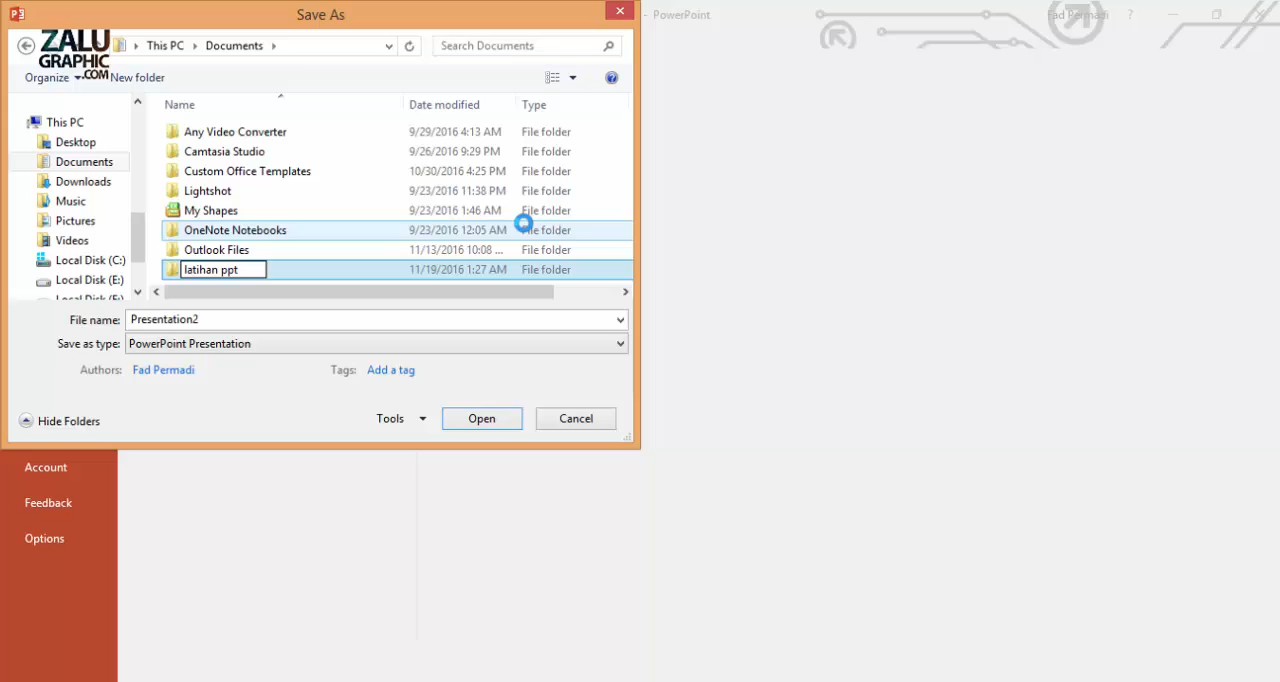 Save As
PowerPoint
Fad Permadi
ZALU
GRAPHIC
.COM
This PC
Documents
Search Documents
Organize
New folder
Name
Date modified
Type
This PC
Desktop
Documents
Downloads
Music
Pictures
Videos
Local Disk (C:)
Local Disk (E:)
Local Disk (F:)
Any Video Converter 9/29/2016 4:13 AM File folder
Camtasia Studio 9/26/2016 9:29 PM File folder
Custom Office Templates 10/30/2016 4:25 PM File folder
Lightshot 9/23/2016 11:38 PM File folder
My Shapes 9/23/2016 1:46 AM File folder
OneNote Notebooks 9/23/2016 12:05 AM File folder
Outlook Files 11/13/2016 10:08 ... File folder
latihan ppt 11/19/2016 1:27 AM File folder
File name: Presentation2
Save as type: PowerPoint Presentation
Authors: Fad Permadi Tags: Add a tag
Hide Folders
Tools
Open
Cancel
Account
Feedback
Options